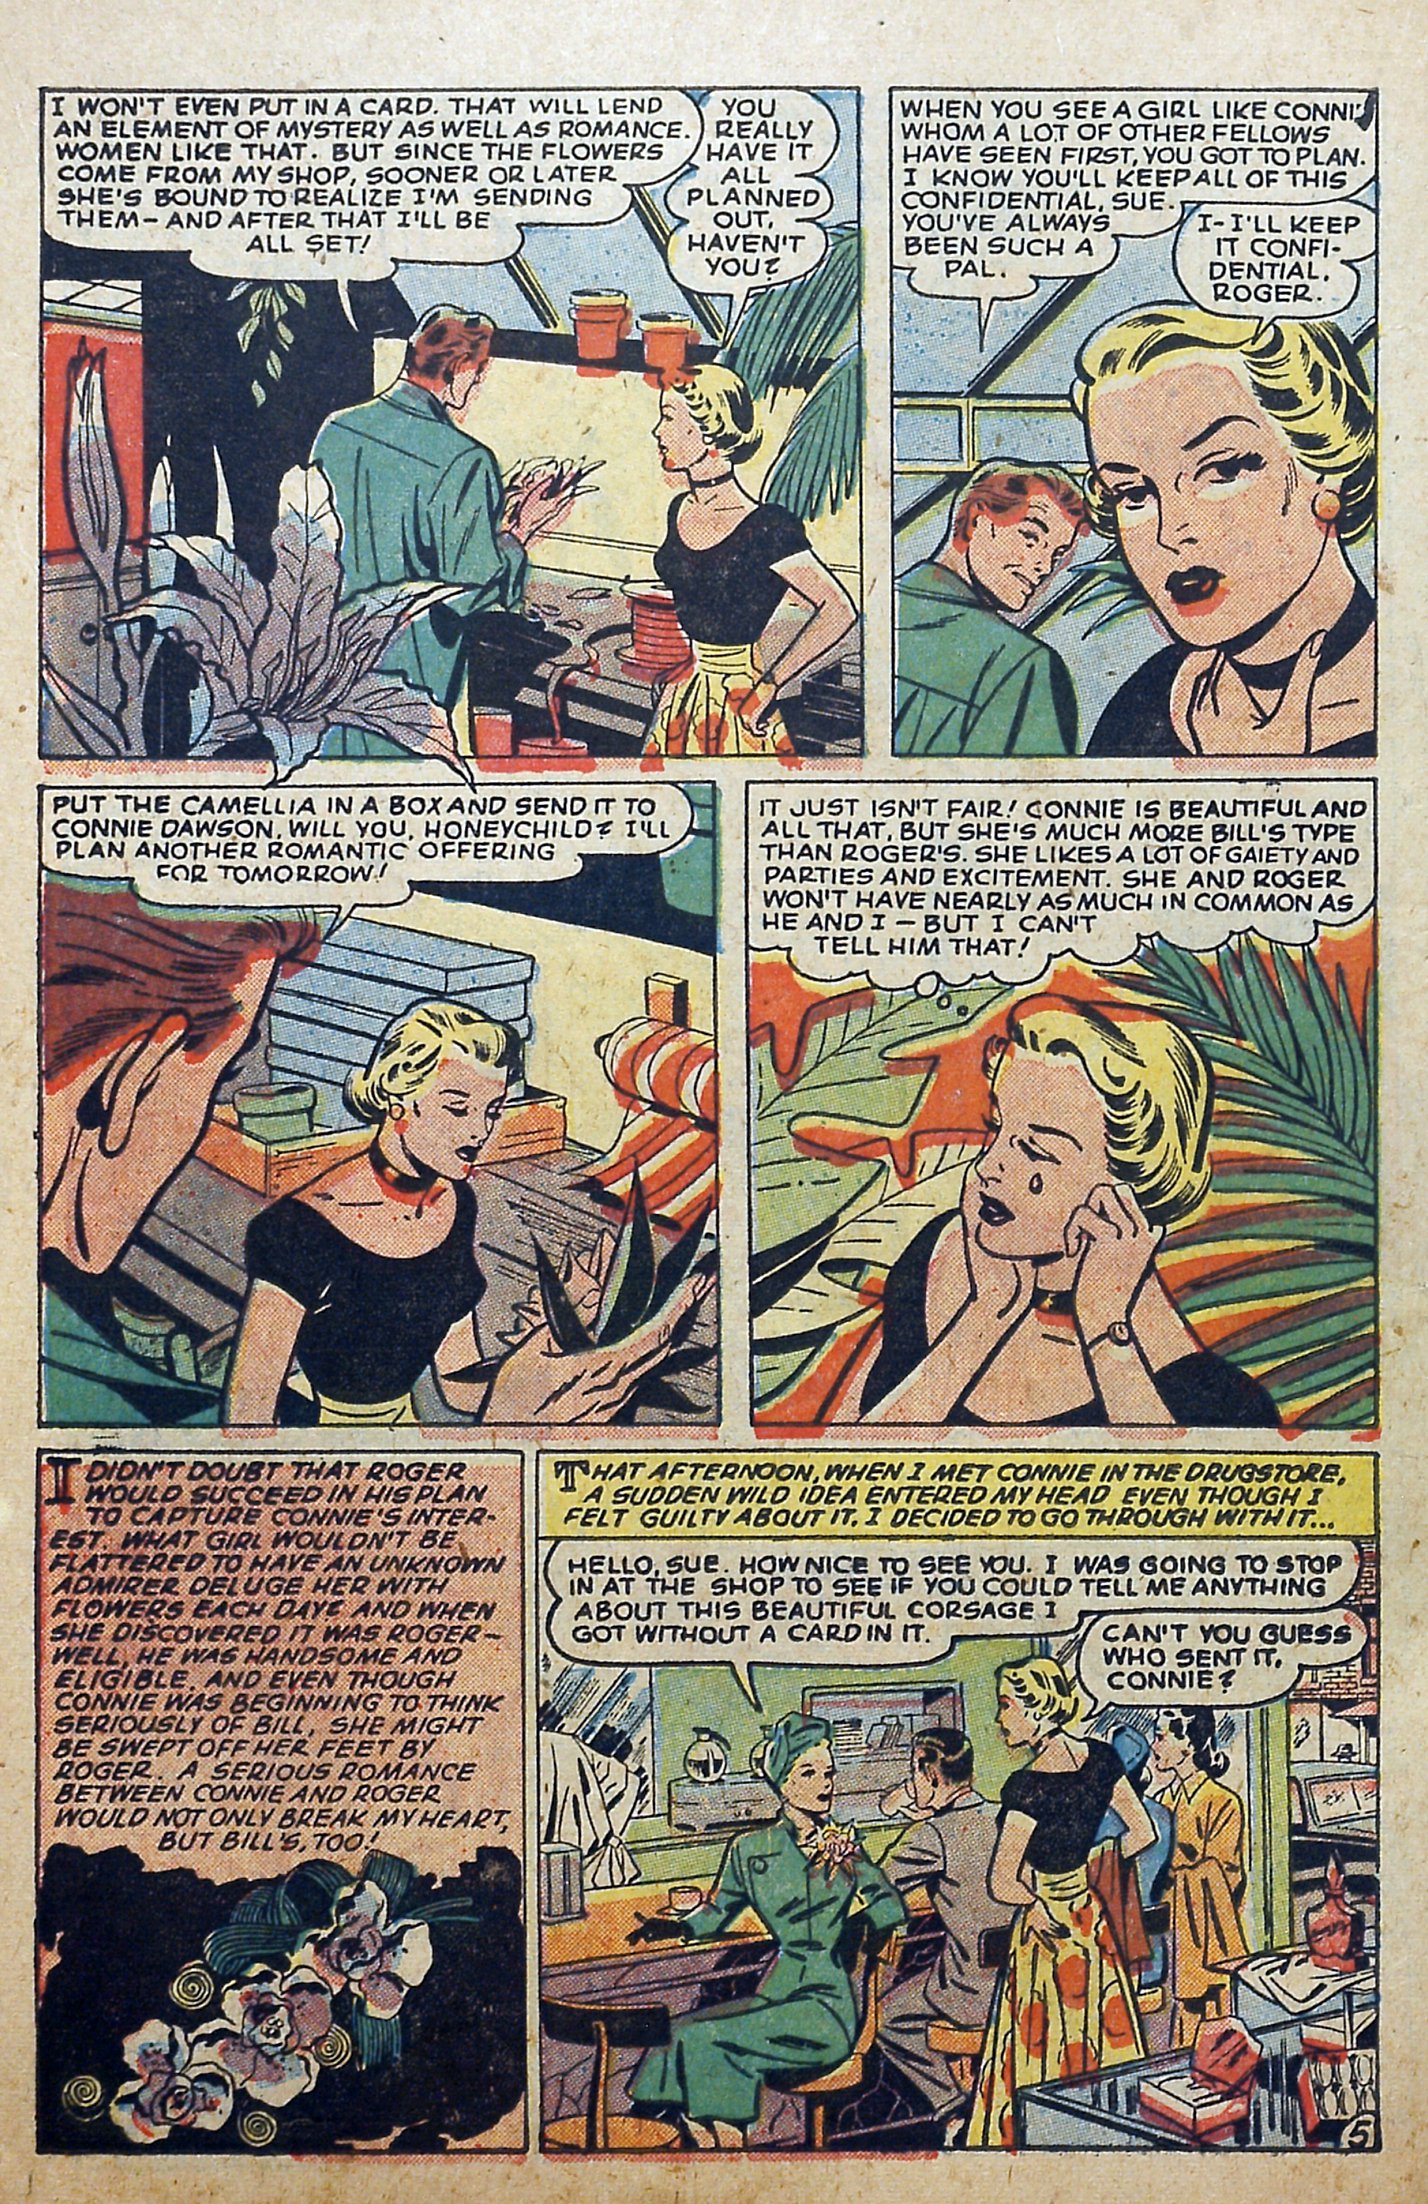 I WON'T EVEN PUT IN A CARD. THAT WILL LEND
AN ELEMENT OF MYSTERY AS WELL AS ROMANCE.
WOMEN LIKE THAT. BUT SINCE THE FLOWERS
COME FROM MY SHOP, SOONER OR LATER
SHE'S BOUND TO REALIZE I'M SENDING
THEM — AND AFTER THAT I'LL BE
ALL SET!
YOU
REALLY
HAVE IT
ALL
PLANNED
OUT,
HAVEN'T
YOU?
WHEN YOU SEE A GIRL LIKE CONNIE,
WHOM A LOT OF OTHER FELLOWS
HAVE SEEN FIRST, YOU GOT TO PLAN.
I KNOW YOU'LL KEEP ALL OF THIS
CONFIDENTIAL, SUE.
YOU'VE ALWAYS
BEEN SUCH A
PAL.
I-I'LL KEEP
IT CONFI-
DENTIAL,
ROGER.
PUT THE CAMELLIA IN A BOX AND SEND IT TO
CONNIE DAWSON, WILL YOU, HONEYCHILD? I'LL
PLAN ANOTHER ROMANTIC OFFERING
FOR TOMORROW!
IT JUST ISN'T FAIR! CONNIE IS BEAUTIFUL AND
ALL THAT, BUT SHE'S MUCH MORE BILL'S TYPE
THAN ROGER'S. SHE LIKES A LOT OF GAIETY AND
PARTIES AND EXCITEMENT. SHE AND ROGER
WON'T HAVE NEARLY AS MUCH IN COMMON AS
HE AND I — BUT I CAN'T
TELL HIM THAT!
I DIDN'T DOUBT THAT ROGER
WOULD SUCCEED IN HIS PLAN
TO CAPTURE CONNIE'S INTER-
EST. WHAT GIRL WOULDN'T BE
FLATTERED TO HAVE AN UNKNOWN
ADMIRER DELUGE HER WITH
FLOWERS EACH DAY? AND WHEN
SHE DISCOVERED IT WAS ROGER —
WELL, HE WAS HANDSOME AND
ELIGIBLE. AND EVEN THOUGH
CONNIE WAS BEGINNING TO THINK
SERIOUSLY OF BILL, SHE MIGHT
BE SWEPT OFF HER FEET BY
ROGER. A SERIOUS ROMANCE
BETWEEN CONNIE AND ROGER
WOULD NOT ONLY BREAK MY HEART,
BUT BILL'S, TOO!
THAT AFTERNOON, WHEN I MET CONNIE IN THE DRUGSTORE,
A SUDDEN WILD IDEA ENTERED MY HEAD EVEN THOUGH I
FELT GUILTY ABOUT IT, I DECIDED TO GO THROUGH WITH IT...
HELLO, SUE. HOW NICE TO SEE YOU. I WAS GOING TO STOP
IN AT THE SHOP TO SEE IF YOU COULD TELL ME ANYTHING
ABOUT THIS BEAUTIFUL CORSAGE I
GOT WITHOUT A CARD IN IT.
CAN'T YOU GUESS
WHO SENT IT,
CONNIE?
5